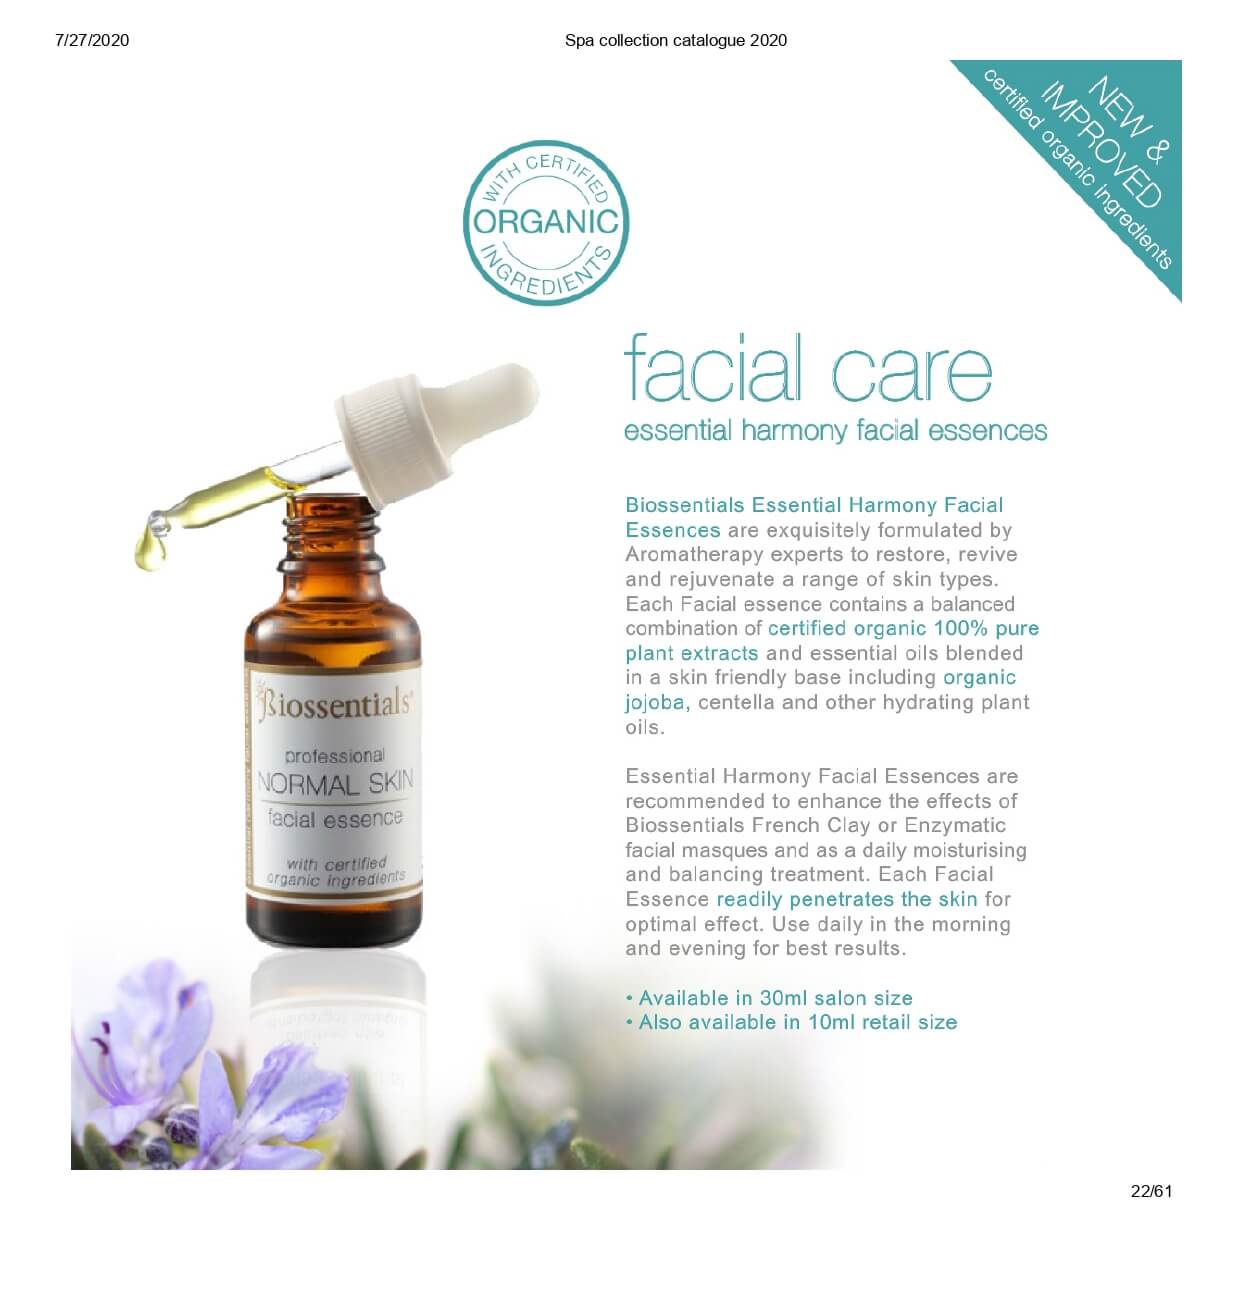 7/27/2020
Spa collection catalogue 2020
NEW &
IMPROVED
certified organic ingredients
WITH CERTIFIED
ORGANIC
INGREDIENTS
facial care
essential harmony facial essences
Biossentials Essential Harmony Facial
Essences are exquisitely formulated by
Aromatherapy experts to restore, revive
and rejuvenate a range of skin types.
Each Facial essence contains a balanced
combination of certified organic 100% pure
plant extracts and essential oils blended
in a skin friendly base including organic
jojoba, centella and other hydrating plant
oils.
Essential Harmony Facial Essences are
recommended to enhance the effects of
Biossentials French Clay or Enzymatic
facial masques and as a daily moisturising
and balancing treatment. Each Facial
Essence readily penetrates the skin for
optimal effect. Use daily in the morning
and evening for best results.
• Available in 30ml salon size
• Also available in 10ml retail size
Biossentials®
professional
NORMAL SKIN
facial essence
with certified
organic ingredients
22/61